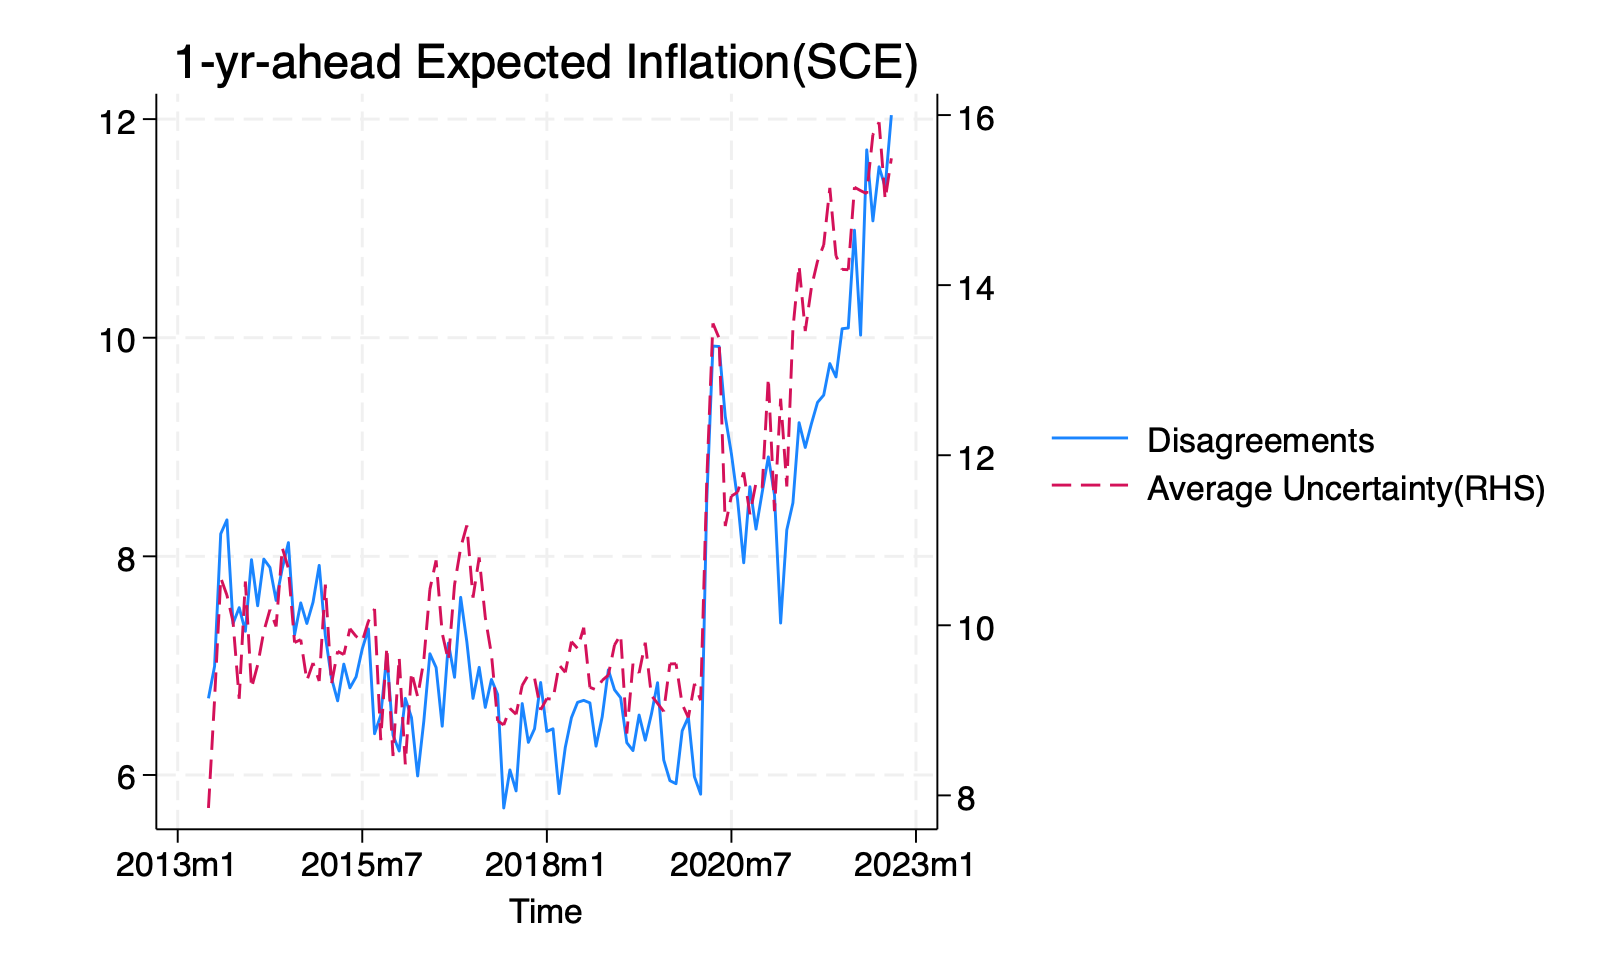 1-yr-ahead Expected Inflation(SCE)
12
10
8
6
16
14
12
10
8
2013m1 2015m7 2018m1 2020m7 2023m1
Time
Disagreements
Average Uncertainty(RHS)